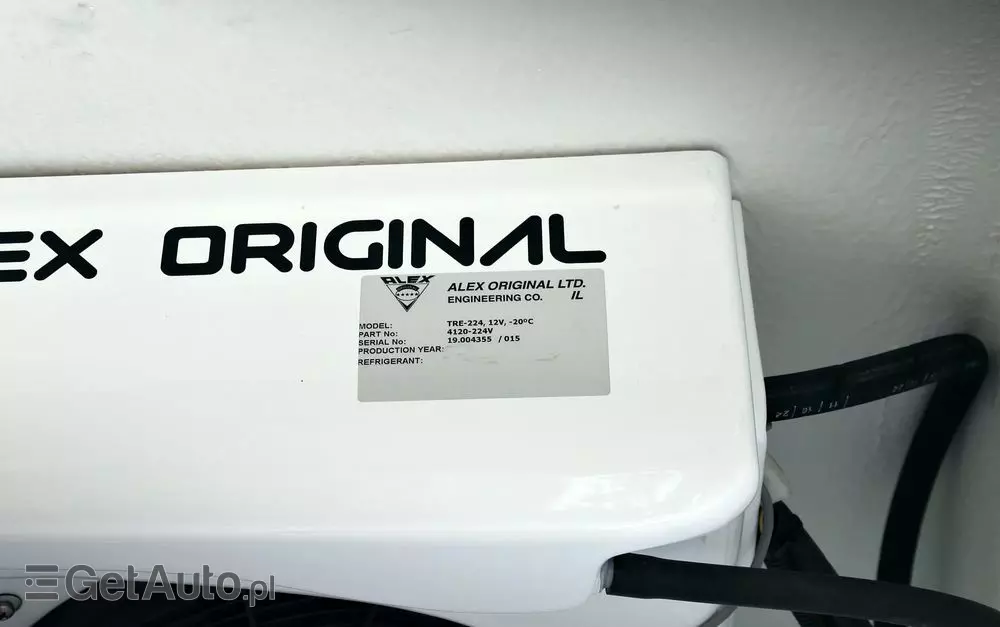 EX ORIGINAL
ALEX
ALEX ORIGINAL LTD.
ENGINEERING CO. IL
MODEL: TRE-224, 12V, -20ºC
PART No: 4120-224V
SERIAL No: 19.004355 / 015
PRODUCTION YEAR:
REFRIGERANT:
GetAuto.pl